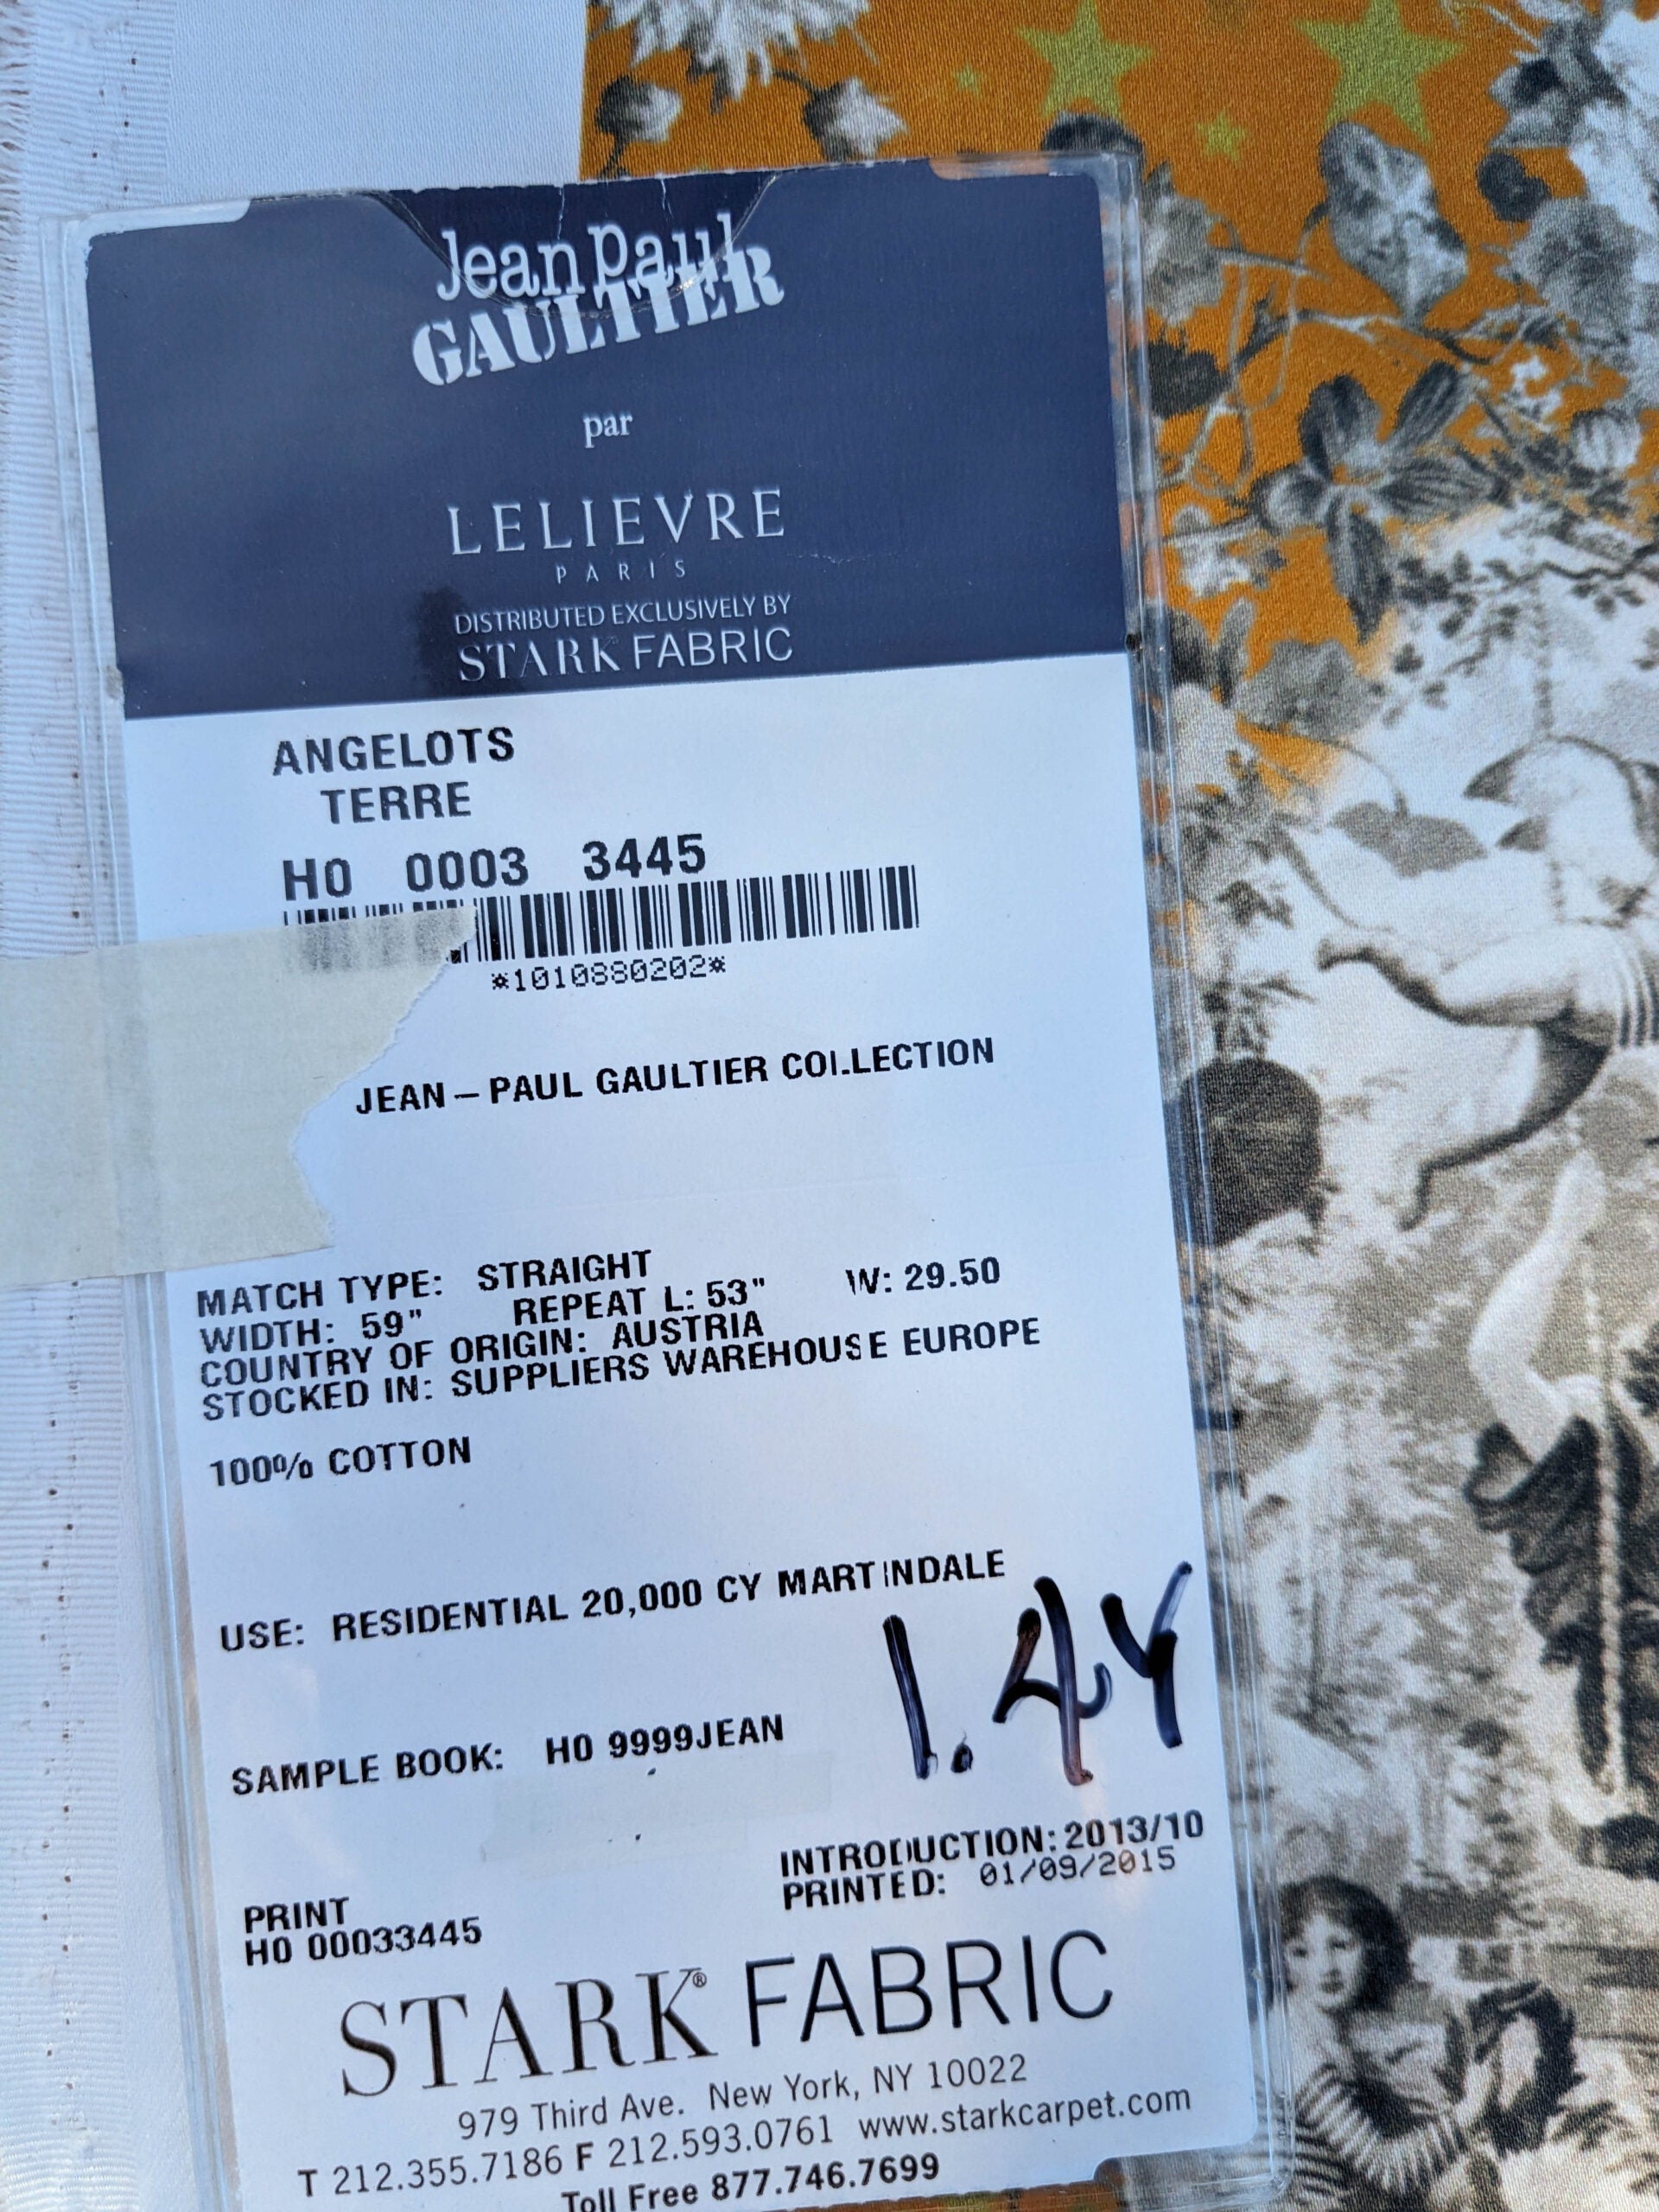 Jean Paul
GAULTIER
par
LELIEVRE
PARIS
DISTRIBUTED EXCLUSIVELY BY
STARK FABRIC
ANGELOTS
TERRE
H0 0003 3445
*1010880202*
JEAN – PAUL GAULTIER COLLECTION
MATCH TYPE: STRAIGHT
WIDTH: 59" REPEAT L: 53" W: 29.50
COUNTRY OF ORIGIN: AUSTRIA
STOCKED IN: SUPPLIERS WAREHOUSE EUROPE
100% COTTON
USE: RESIDENTIAL 20,000 CY MARTINDALE
1.44
SAMPLE BOOK: H0 9999JEAN
INTRODUCTION: 2013/10
PRINTED: 01/09/2015
PRINT
H0 00033445
STARK® FABRIC
979 Third Ave. New York, NY 10022
T 212.355.7186 F 212.593.0761 www.starkcarpet.com
Toll Free 877.746.7699